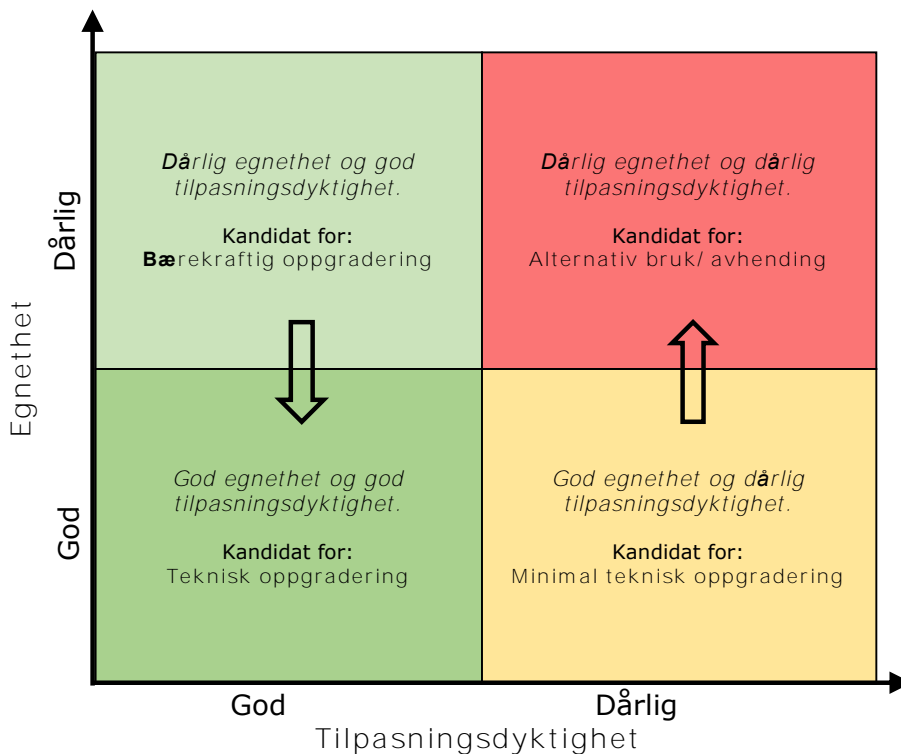 Egnethet
Dårlig
God
Dårlig egnethet og god
tilpasningsdyktighet.
Kandidat for:
Bærekraftig oppgradering
Dårlig egnethet og dårlig
tilpasningsdyktighet.
Kandidat for:
Alternativ bruk/ avhending
God egnethet og god
tilpasningsdyktighet.
Kandidat for:
Teknisk oppgradering
God egnethet og dårlig
tilpasningsdyktighet.
Kandidat for:
Minimal teknisk oppgradering
God
Dårlig
Tilpasningsdyktighet